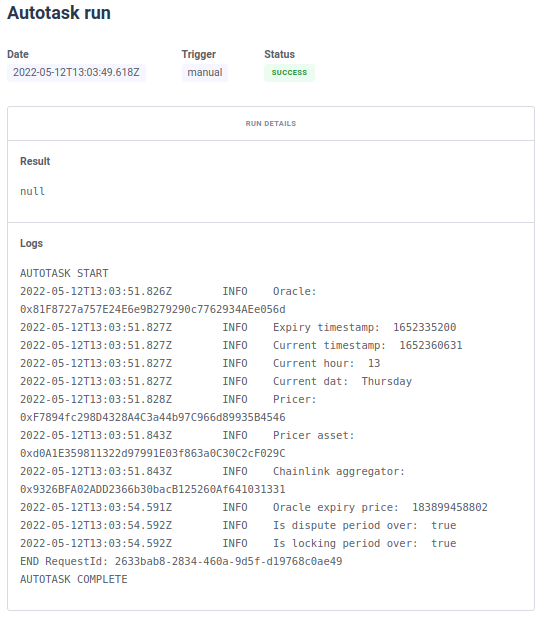 Autotask run
Date Trigger Status
2022-05-12T13:03:49.618Z manual SUCCESS
RUN DETAILS
Result
null
Logs
AUTOTASK START
2022-05-12T13:03:51.826Z INFO Oracle:
0x81F8727a757E24E6e9B279290c7762934AEe056d
2022-05-12T13:03:51.827Z INFO Expiry timestamp: 1652335200
2022-05-12T13:03:51.827Z INFO Current timestamp: 1652360631
2022-05-12T13:03:51.827Z INFO Current hour: 13
2022-05-12T13:03:51.827Z INFO Current dat: Thursday
2022-05-12T13:03:51.828Z INFO Pricer:
0xF7894fc298D4328A4C3a44b97C966d89935B4546
2022-05-12T13:03:51.843Z INFO Pricer asset:
0xd0A1E359811322d97991E03f863a0C30C2cF029C
2022-05-12T13:03:51.843Z INFO Chainlink aggregator:
0x9326BFA02ADD2366b30bacB125260Af641031331
2022-05-12T13:03:54.591Z INFO Oracle expiry price: 183899458802
2022-05-12T13:03:54.592Z INFO Is dispute period over: true
2022-05-12T13:03:54.592Z INFO Is locking period over: true
END RequestId: 2633bab8-2834-460a-9d5f-d19768c0ae49
AUTOTASK COMPLETE